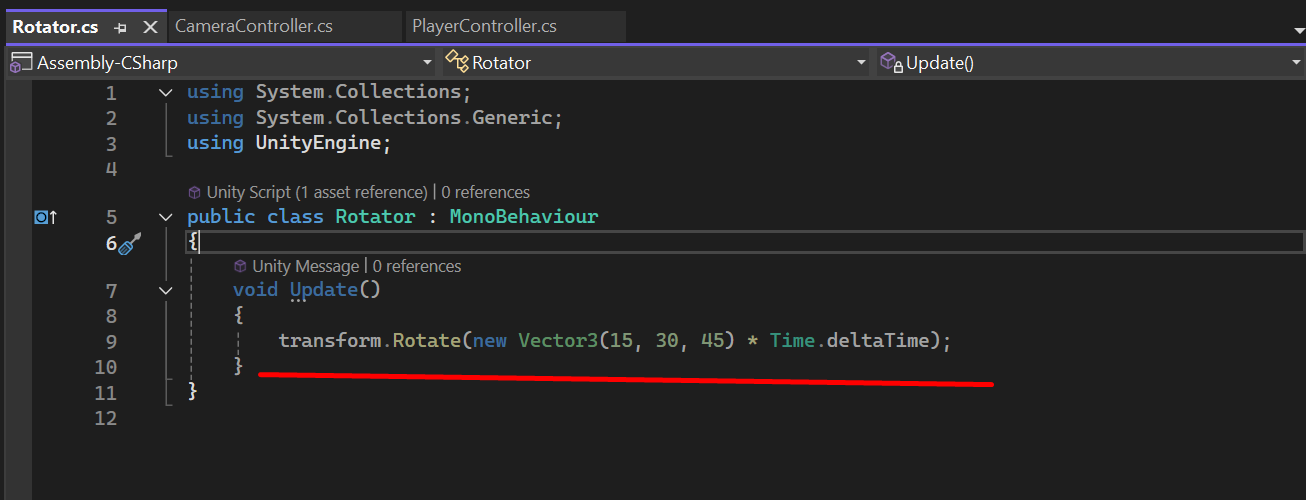 Rotator.cs
CameraController.cs
PlayerController.cs
Assembly-CSharp
Rotator
Update()
1 using System.Collections;
2 using System.Collections.Generic;
3 using UnityEngine;
4
Unity Script (1 asset reference) | 0 references
5 public class Rotator : MonoBehaviour
6 {
Unity Message | 0 references
7 void Update()
8 {
9 transform.Rotate(new Vector3(15, 30, 45) * Time.deltaTime);
10 }
11 }
12